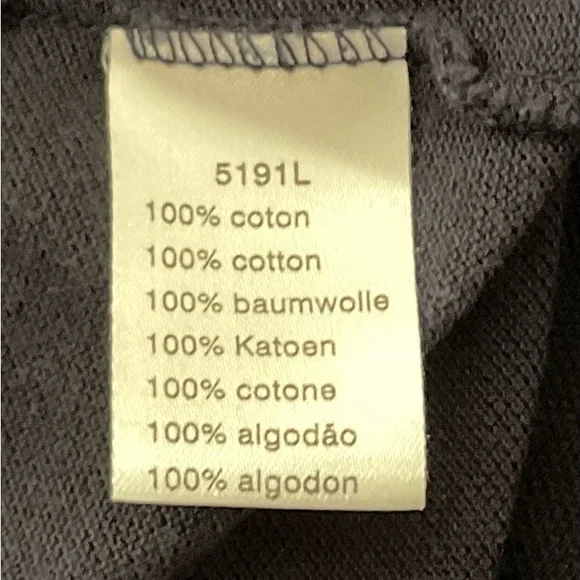 5191L
100% coton
100% cotton
100% baumwolle
100% Katoen
100% cotone
100% algodão
100% algodon